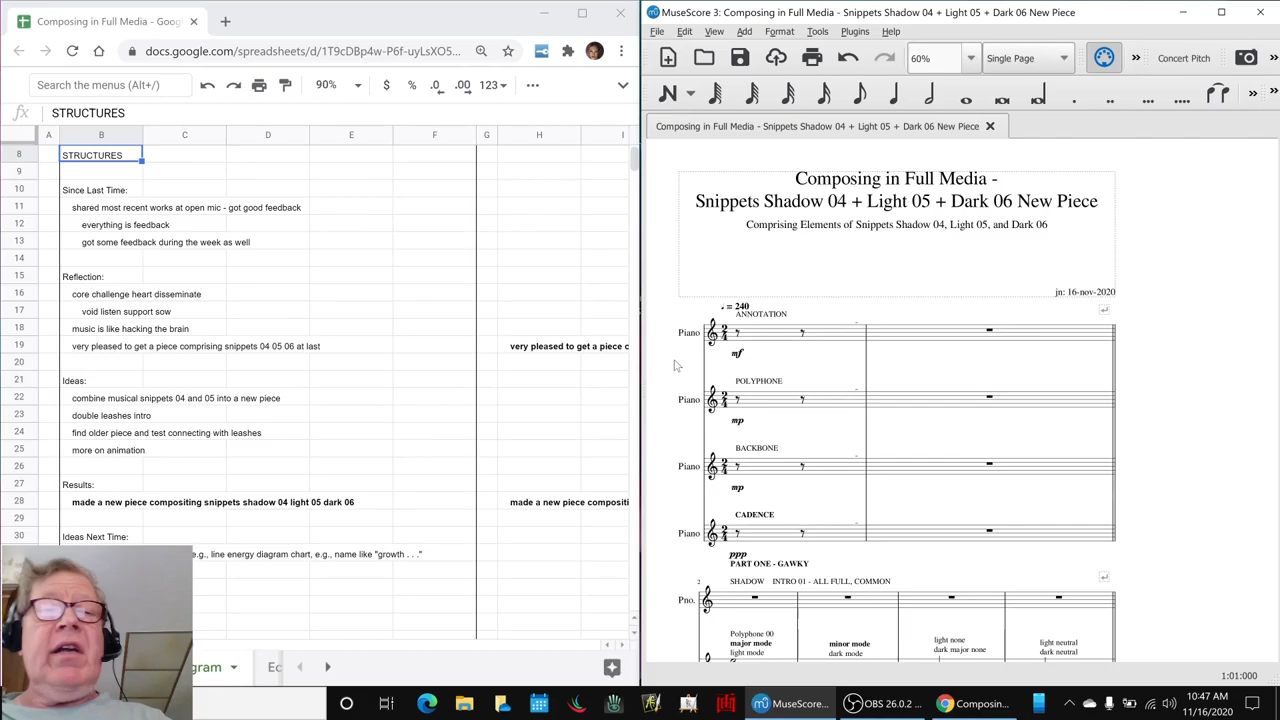 Composing in Full Media - Goo
docs.google.com/spreadsheets/d/1T9cDBp4w-P6f-uyLsXO5...
Search the menus (Alt+/)
90%
$
%
.0
.00
123
STRUCTURES
A
B
C
D
E
F
G
H
I
8
STRUCTURES
9
10
Since Last Time:
11
shared most recent works at open mic - got good feedback
12
everything is feedback
13
got some feedback during the week as well
14
15
Reflection:
16
core challenge heart disseminate
17
void listen support sow
18
music is like hacking the brain
19
very pleased to get a piece comprising snippets 04 05 06 at last
very pleased to get a piece c
20
21
Ideas:
22
combine musical snippets 04 and 05 into a new piece
23
double leashes intro
24
find older piece and test connecting with leashes
25
more on animation
26
27
Results:
28
made a new piece compositing snippets shadow 04 light 05 dark 06
made a new piece compositi
29
30
Ideas Next Time:
e.g., line energy diagram chart, e.g., name like "growth . . ."
gram
Ec
MuseScore 3: Composing in Full Media - Snippets Shadow 04 + Light 05 + Dark 06 New Piece
File
Edit
View
Add
Format
Tools
Plugins
Help
60%
Single Page
Concert Pitch
Composing in Full Media - Snippets Shadow 04 + Light 05 + Dark 06 New Piece
Composing in Full Media -
Snippets Shadow 04 + Light 05 + Dark 06 New Piece
Comprising Elements of Snippets Shadow 04, Light 05, and Dark 06
jn: 16-nov-2020
= 240
ANNOTATION
Piano
mf
POLYPHONE
Piano
mp
BACKBONE
Piano
mp
CADENCE
Piano
ppp
PART ONE - GAWKY
2
SHADOW INTRO 01 - ALL FULL, COMMON
Pno.
Polyphone 00
major mode
light mode
minor mode
dark mode
light none
dark major none
light neutral
dark neutral
1:01:000
MuseScore...
OBS 26.0.2 ...
Composin...
10:47 AM
11/16/2020